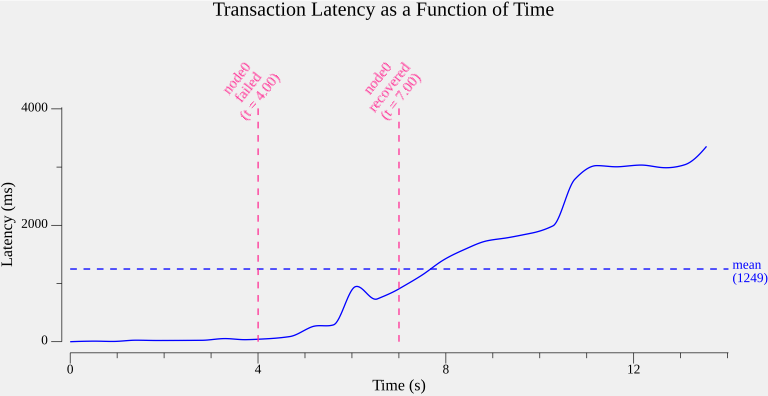 Transaction Latency as a Function of Time
node0
failed
(t = 4.00)
node0
recovered
(t = 7.00)
4000
2000
0
Latency (ms)
mean
(1249)
0
4
8
12
Time (s)